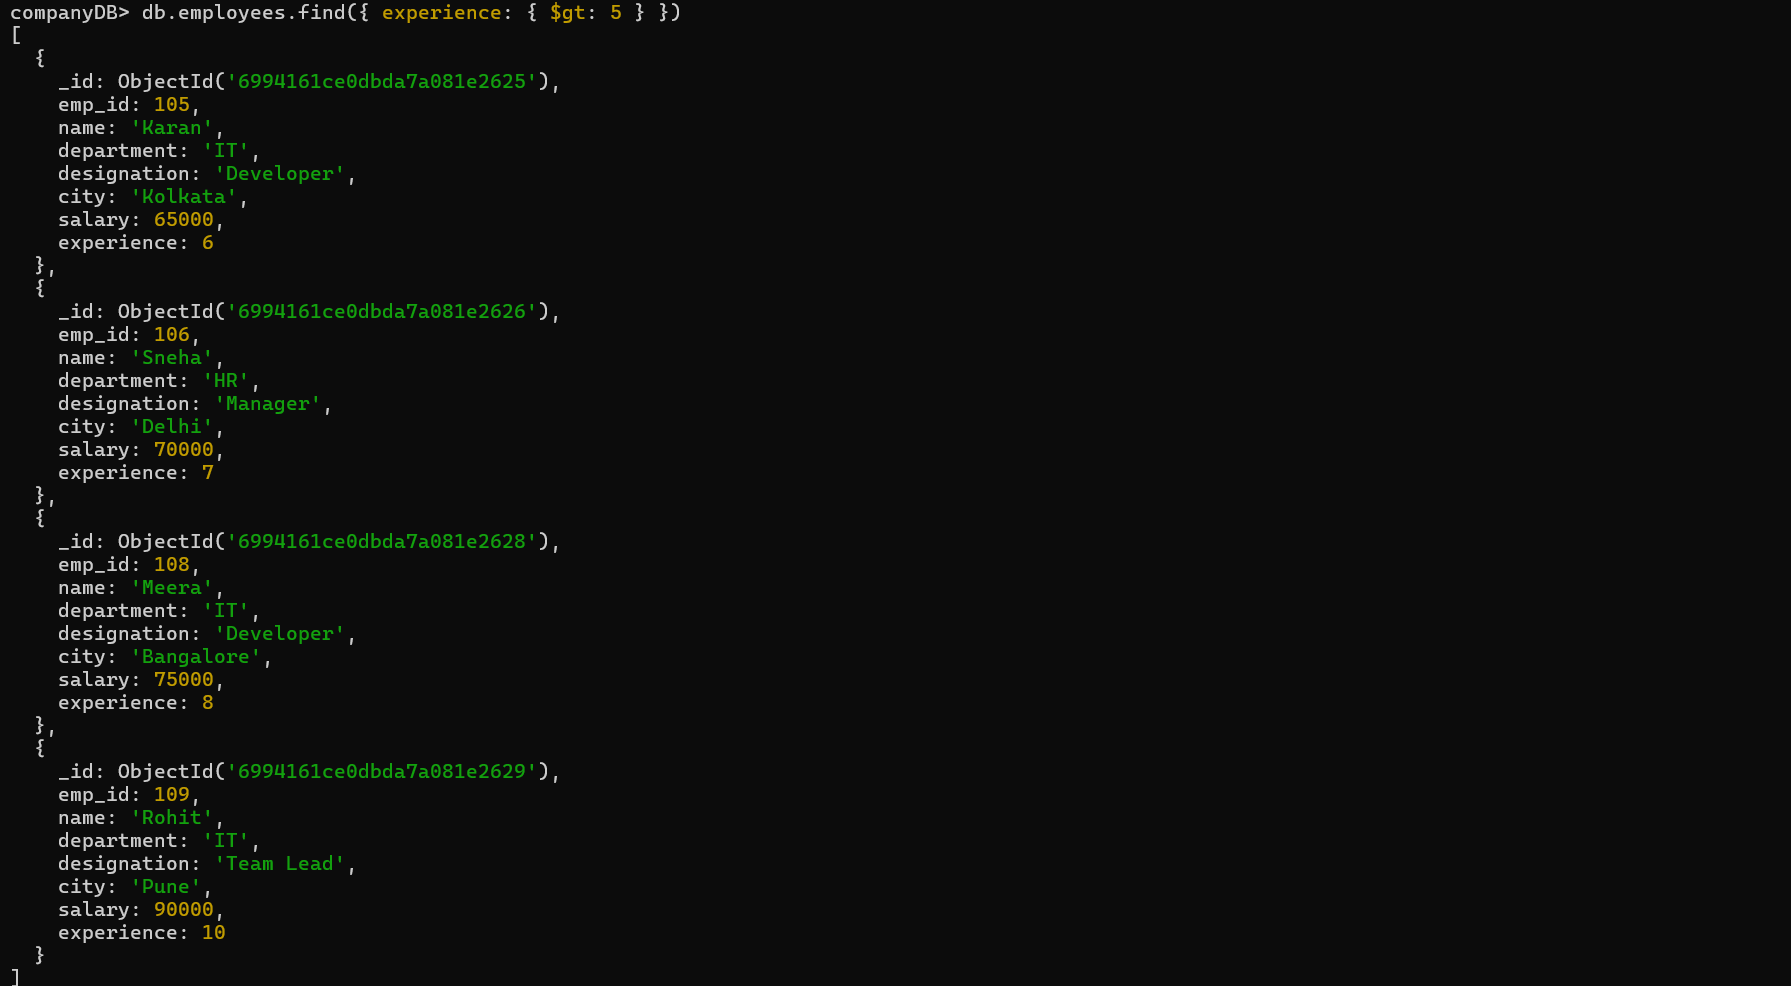 companyDB> db.employees.find({ experience: { $gt: 5 } })
[
  {
    _id: ObjectId('6994161ce0dbda7a081e2625'),
    emp_id: 105,
    name: 'Karan',
    department: 'IT',
    designation: 'Developer',
    city: 'Kolkata',
    salary: 65000,
    experience: 6
  },
  {
    _id: ObjectId('6994161ce0dbda7a081e2626'),
    emp_id: 106,
    name: 'Sneha',
    department: 'HR',
    designation: 'Manager',
    city: 'Delhi',
    salary: 70000,
    experience: 7
  },
  {
    _id: ObjectId('6994161ce0dbda7a081e2628'),
    emp_id: 108,
    name: 'Meera',
    department: 'IT',
    designation: 'Developer',
    city: 'Bangalore',
    salary: 75000,
    experience: 8
  },
  {
    _id: ObjectId('6994161ce0dbda7a081e2629'),
    emp_id: 109,
    name: 'Rohit',
    department: 'IT',
    designation: 'Team Lead',
    city: 'Pune',
    salary: 90000,
    experience: 10
  }
]